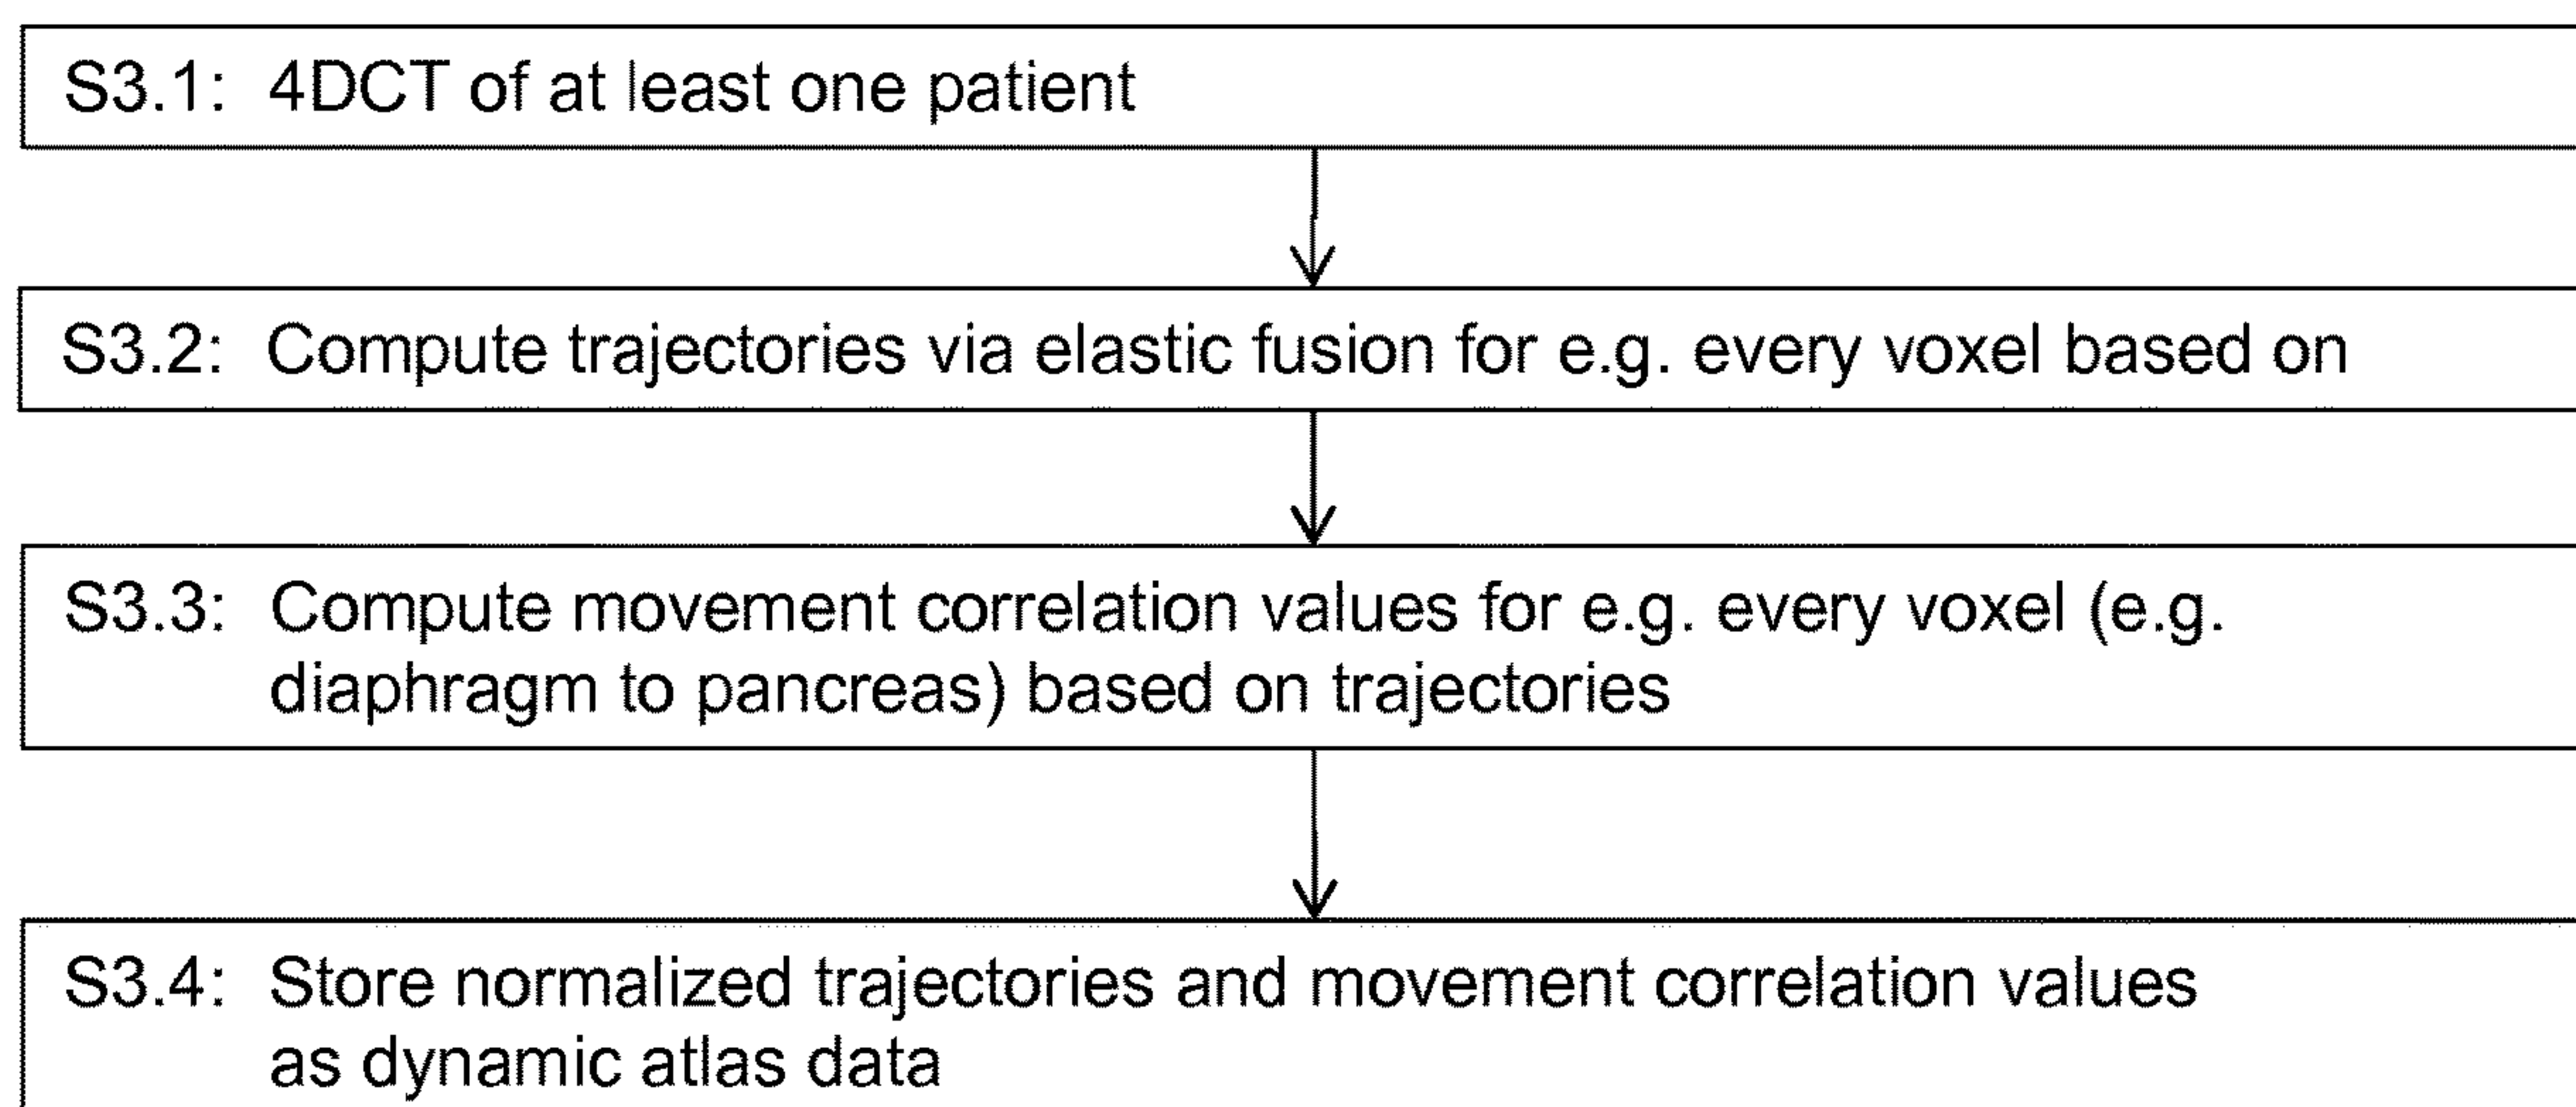 S3.1: 4DCT of at least one patient
S3.2: Compute trajectories via elastic fusion for e.g. every voxel based on
S3.3: Compute movement correlation values for e.g. every voxel (e.g.
diaphragm to pancreas) based on trajectories
S3.4: Store normalized trajectories and movement correlation values
as dynamic atlas data